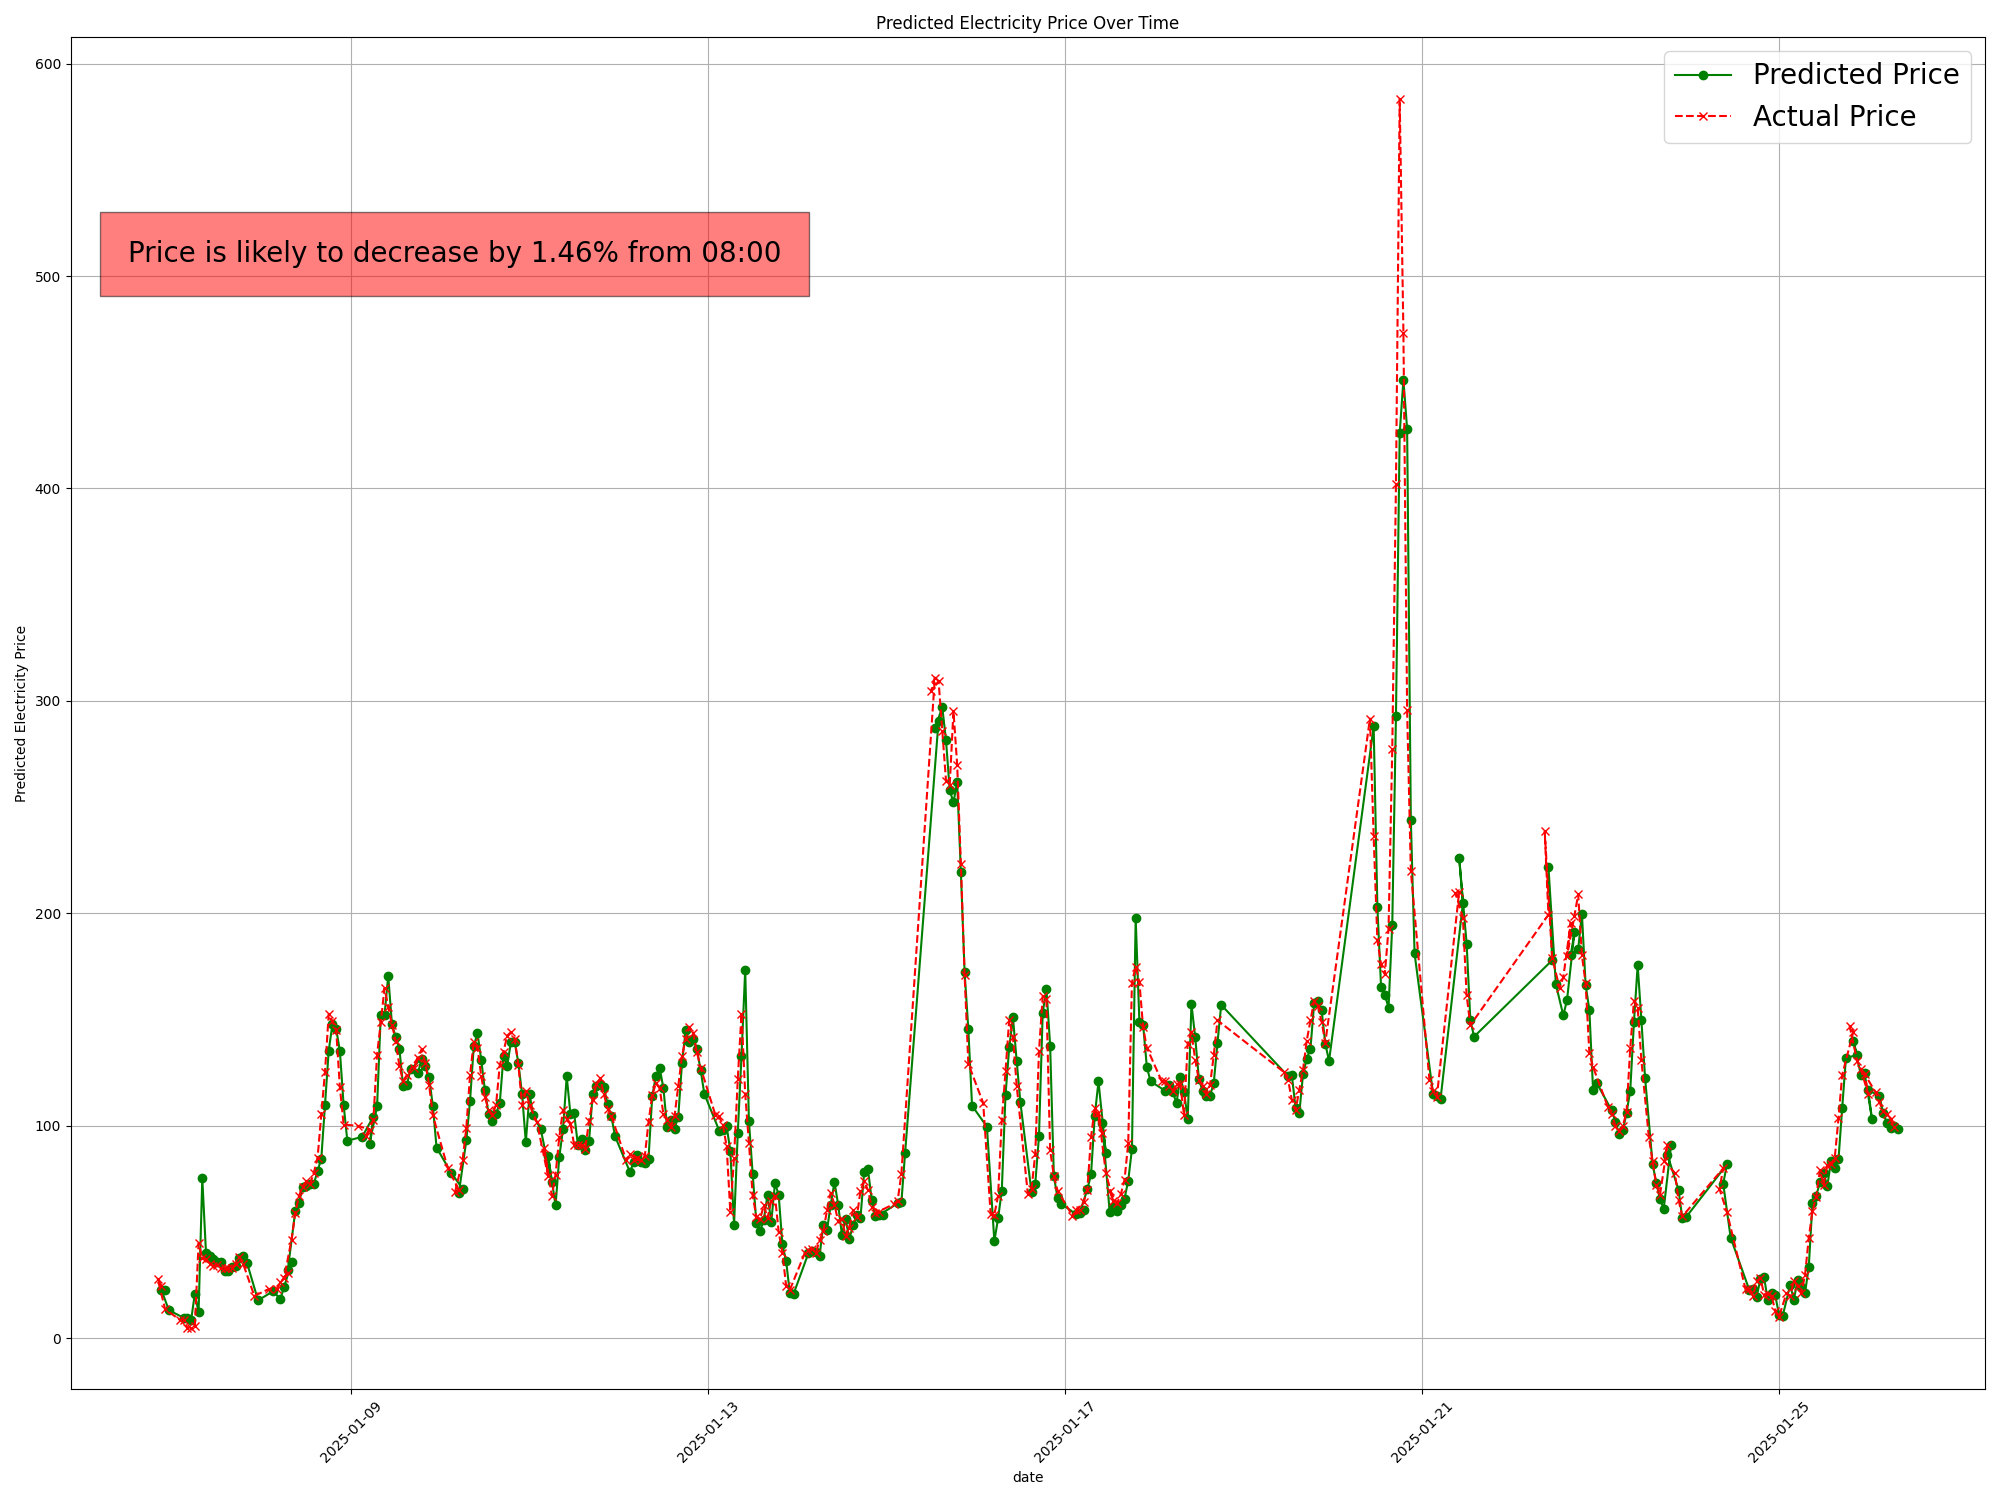 Predicted Electricity Price Over Time
Predicted Price
Actual Price
Price is likely to decrease by 1.46% from 08:00
Predicted Electricity Price
600
500
400
300
200
100
0
2025-01-09
2025-01-13
2025-01-17
2025-01-21
2025-01-25
date